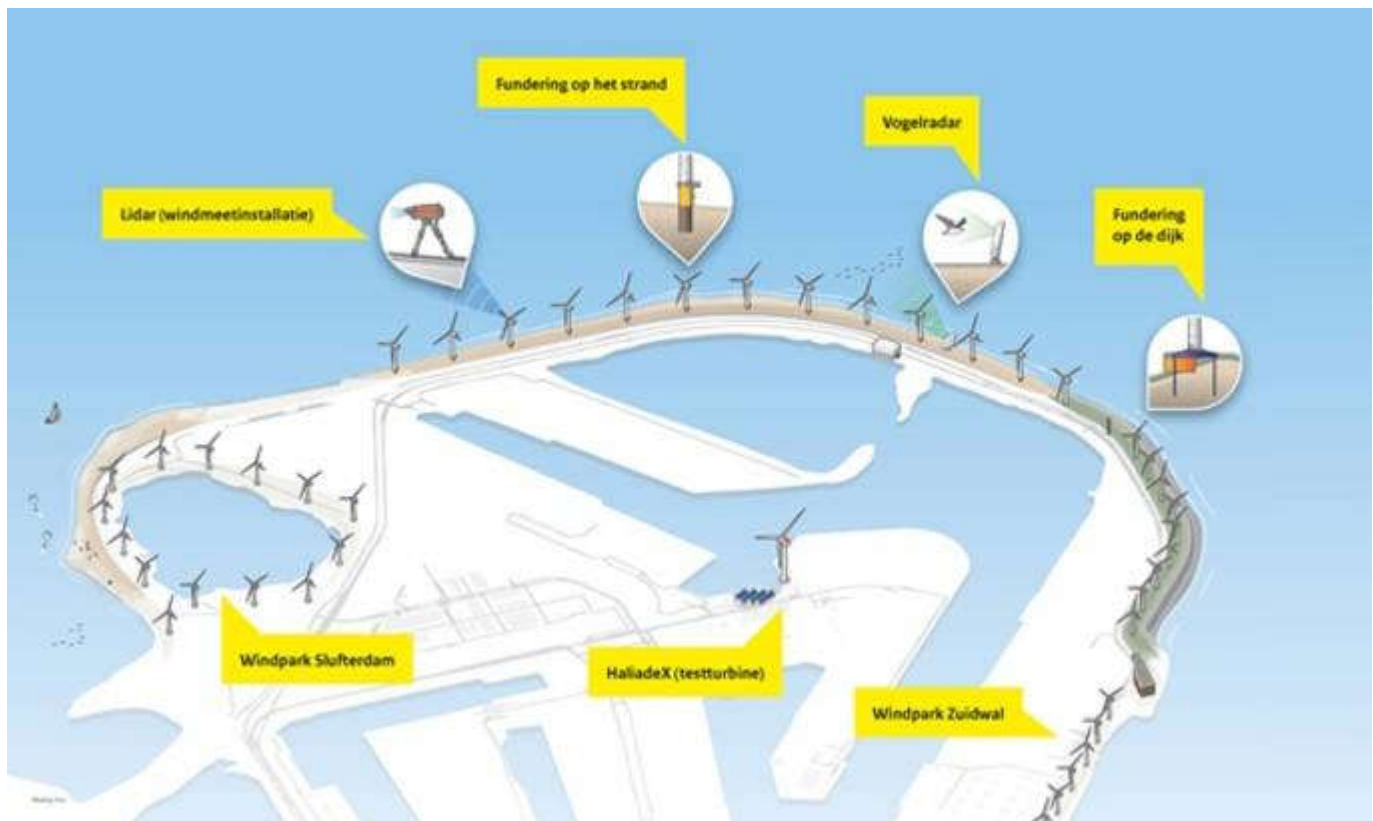 Fundering op het strand
Vogelradar
Lidar (windmeetinstallatie)
Fundering
op de dijk
Windpark Slufterdam
HaliadeX (testturbine)
Windpark Zuidwal